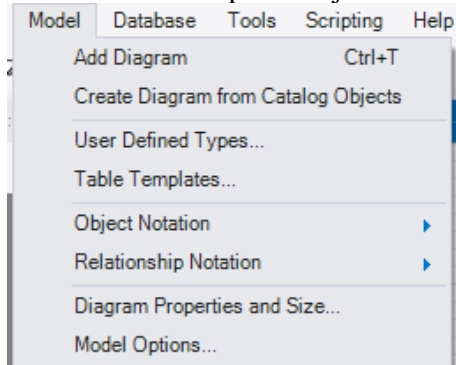 Model Database Tools Scripting Help
Add Diagram Ctrl+T
Create Diagram from Catalog Objects
User Defined Types...
Table Templates...
Object Notation
Relationship Notation
Diagram Properties and Size...
Model Options...